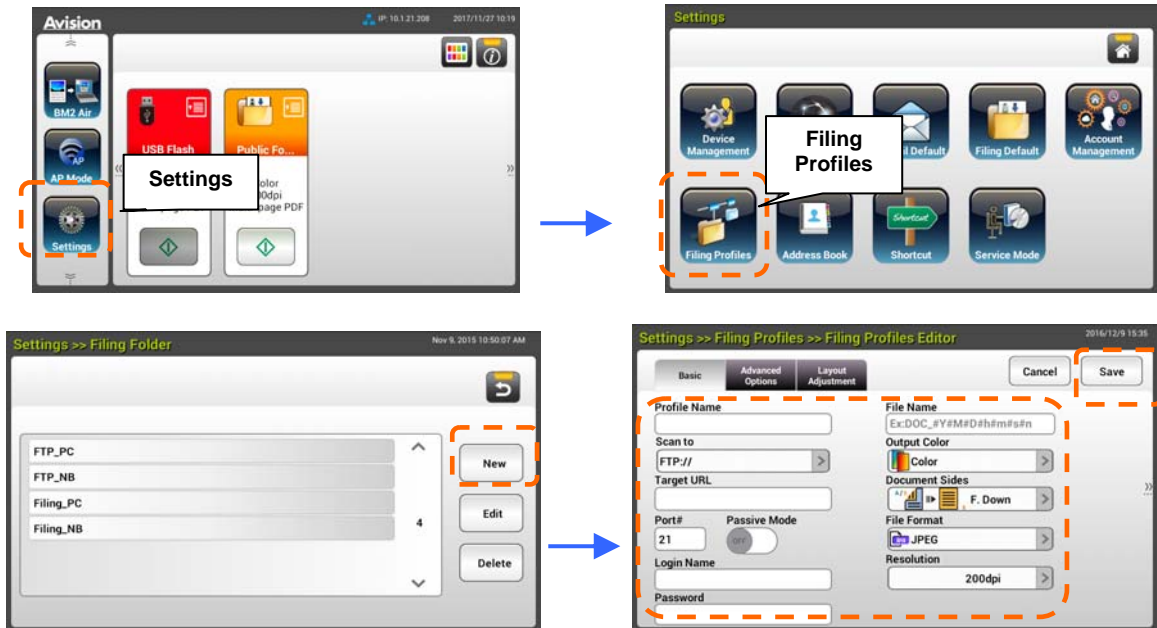 Avision
IP: 10.1.21.208
2017/11/27 10:19
BM2 Air
AP Mode
Settings
USB Flash
Public Fo...
Settings
olor
00dpi
page PDF
Settings
Device
Management
l Default
Filing Default
Account
Management
Filing
Profiles
Filing Profiles
Address Book
Shortcut
Shortcut
Service Mode
Settings >> Filing Folder
Nov 9, 2015 10:50:07 AM
FTP_PC
FTP_NB
Filing_PC
Filing_NB
4
New
Edit
Delete
Settings >> Filing Profiles >> Filing Profiles Editor
2016/12/9 15:35
Basic
Advanced
Options
Layout
Adjustment
Cancel
Save
Profile Name
Scan to
FTP://
Target URL
Port#
Passive Mode
21
OFF
Login Name
Password
File Name
Ex:DOC_#Y#M#D#h#m#s#n
Output Color
Color
Document Sides
F. Down
File Format
JPEG
Resolution
200dpi